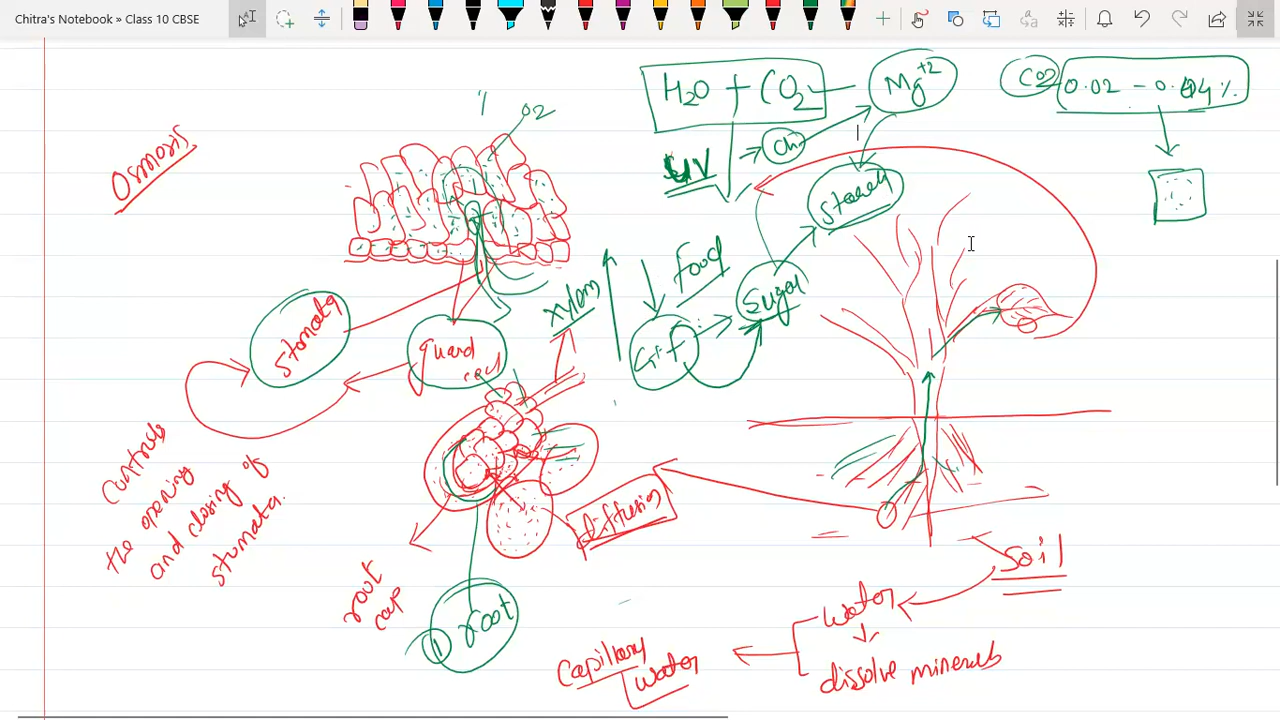 Chitra's Notebook » Class 10 CBSE
H2O + CO2
Mg+2
CO2
0.02 - 0.04%
O2
Osmosis
UV
Chl
starch
food
xylem
Sugar
G+F
stomata
guard
cell
controls
the opening
and closing of
stomata.
diffusion
root
cap
① root
soil
water
dissolve minerals
capillary
water